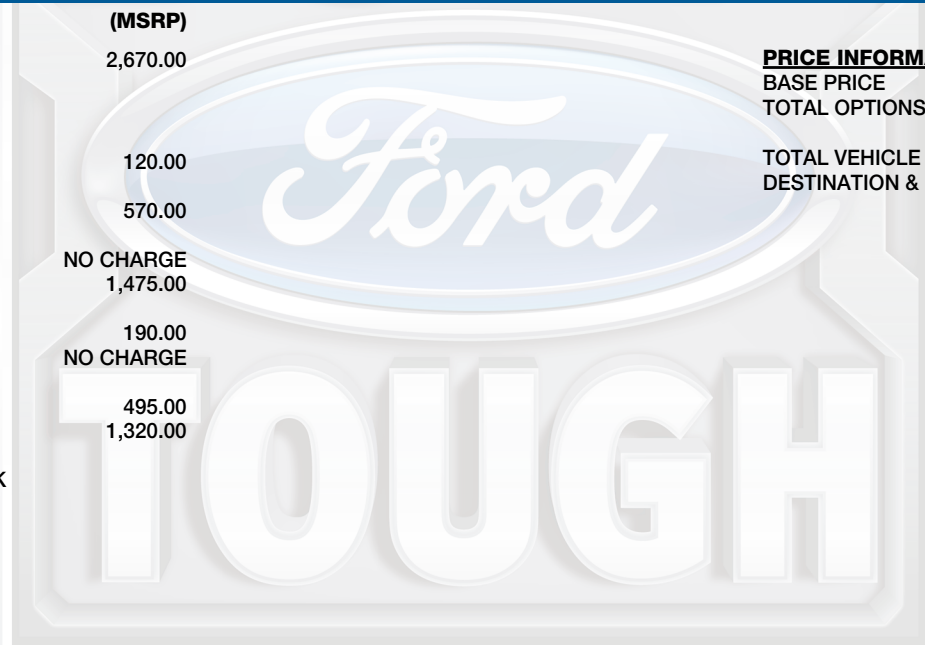 (MSRP)
2,670.00
120.00
570.00
NO CHARGE
1,475.00
190.00
NO CHARGE
495.00
1,320.00
K
PRICE INFORMA
BASE PRICE
TOTAL OPTIONS
TOTAL VEHICLE
DESTINATION &
Ford
TOUGH